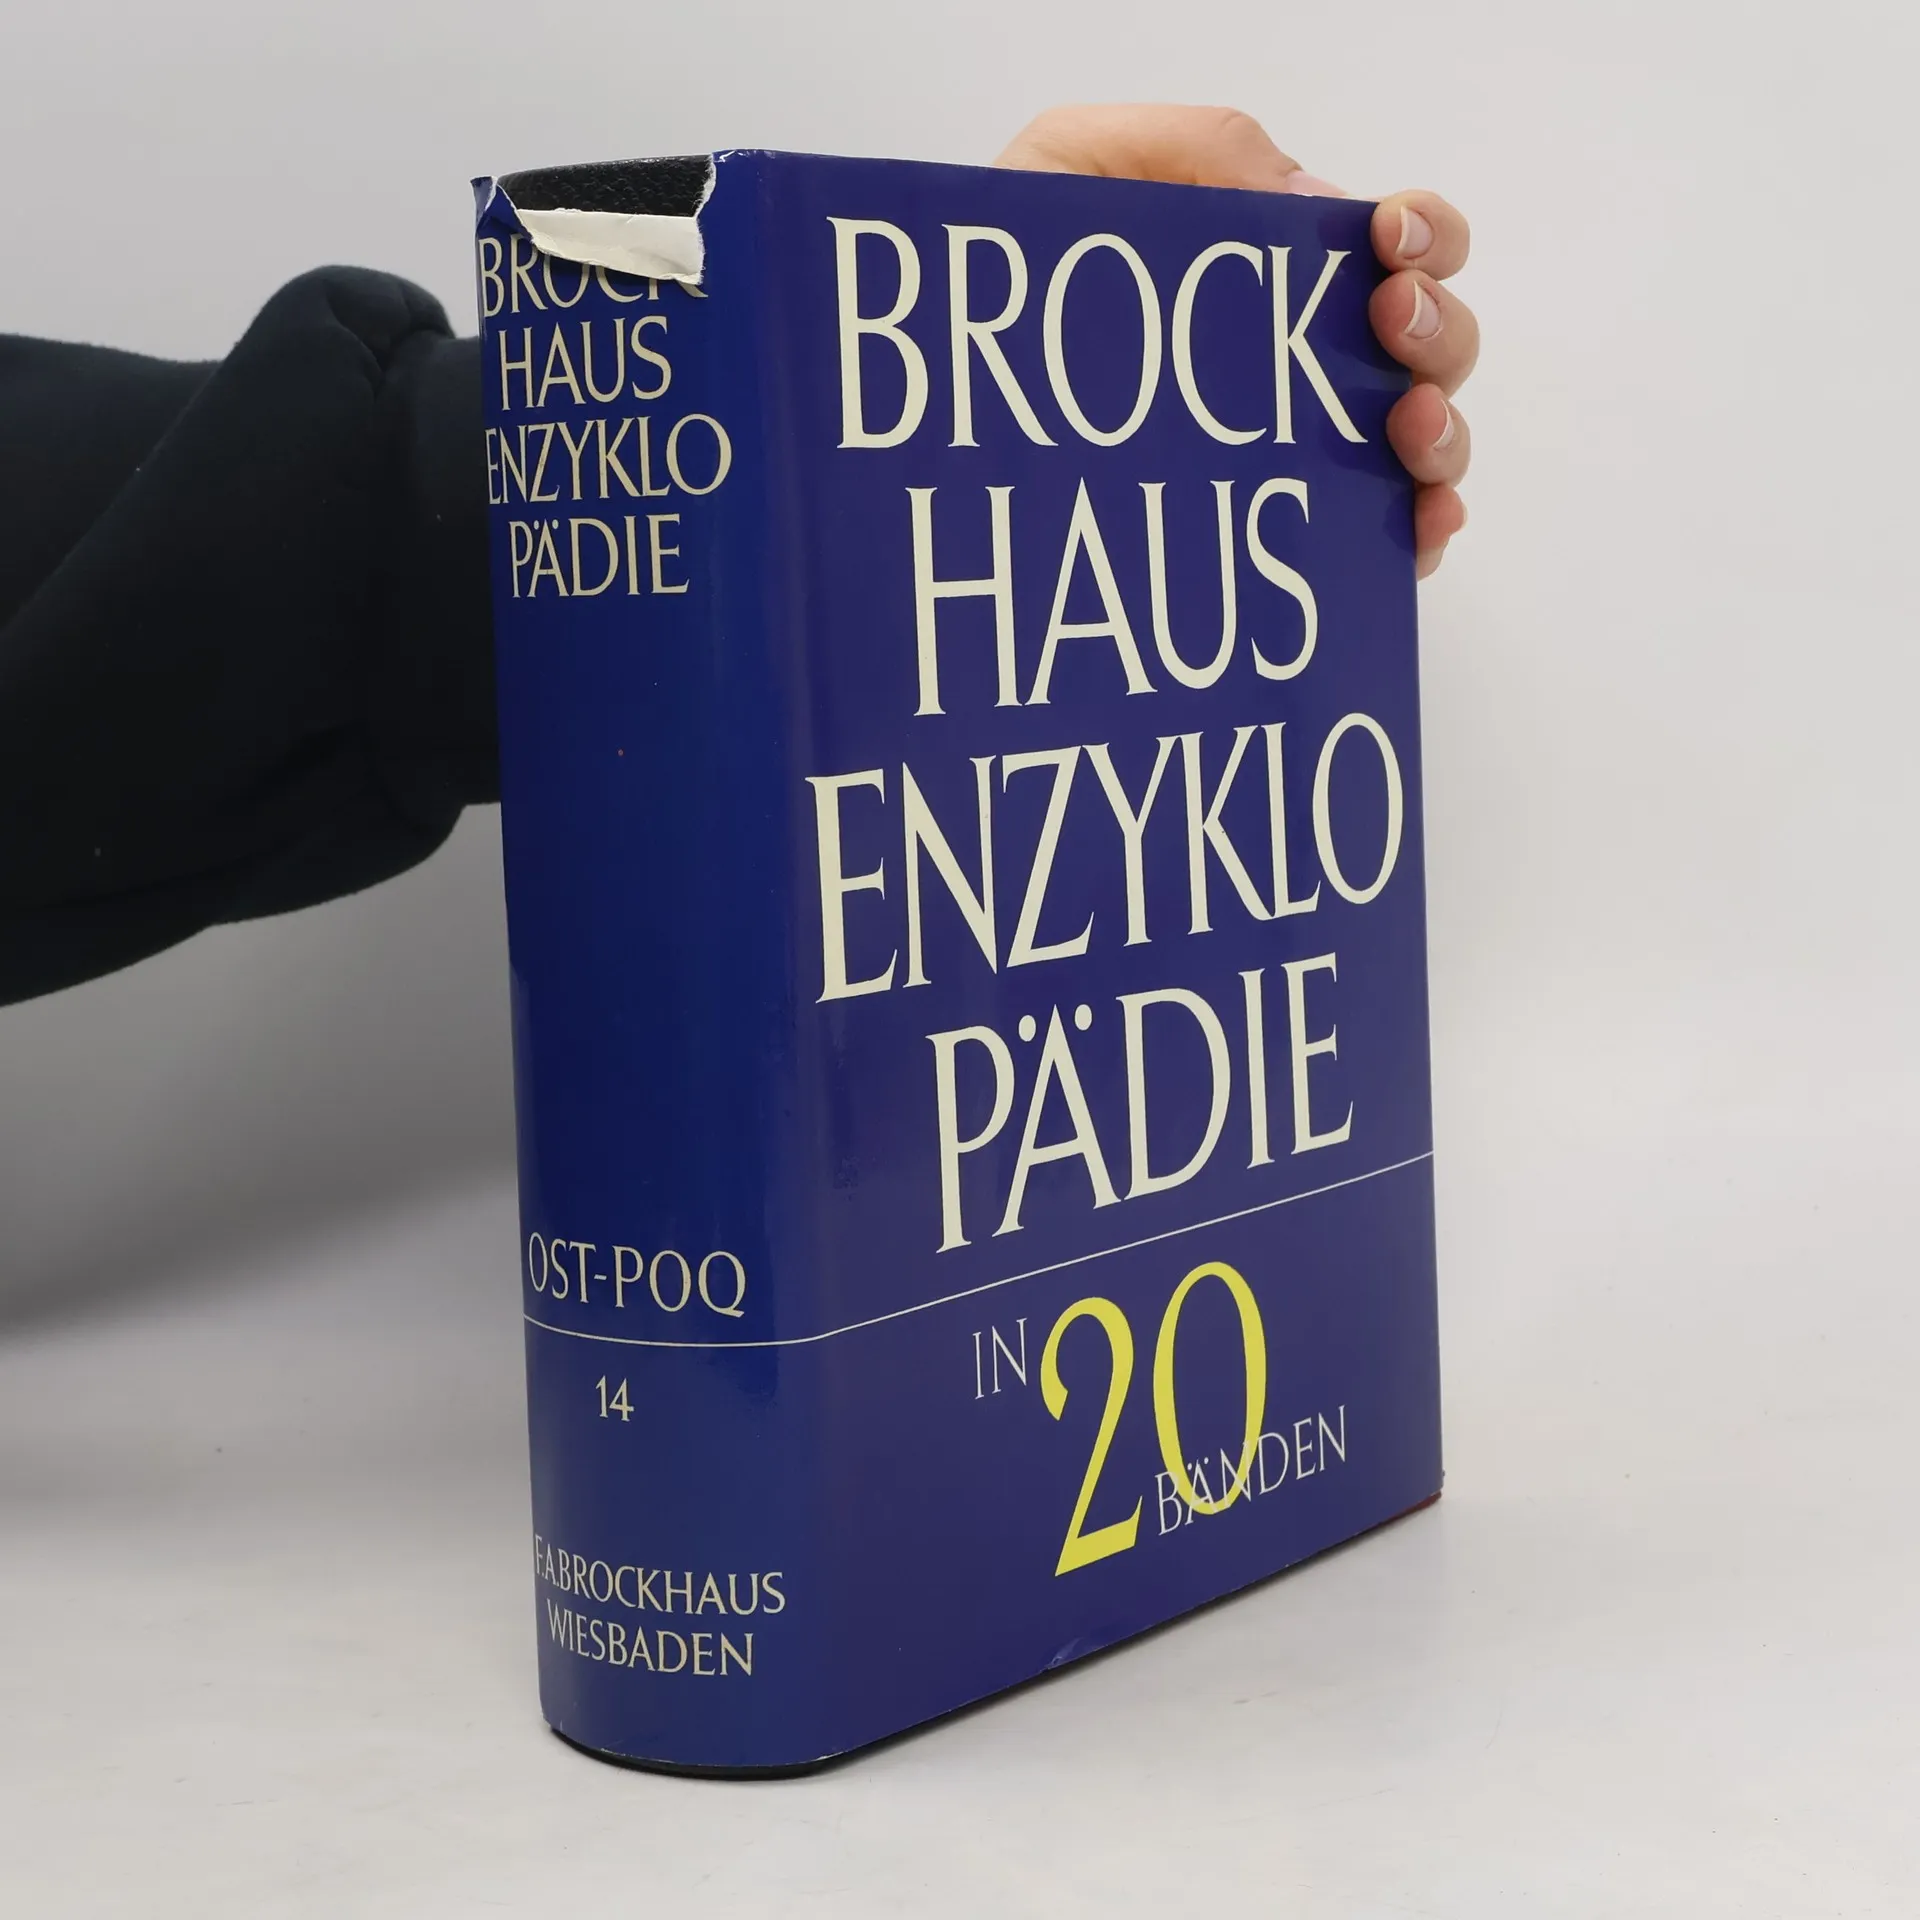 BROCK
HAUS
ENZYKLO
PÄDIE
OST-POQ
14
F.A.BROCKHAUS
WIESBADEN
BROCK
HAUS
ENZYKLO
PÄDIE
IN 20
BÄNDEN